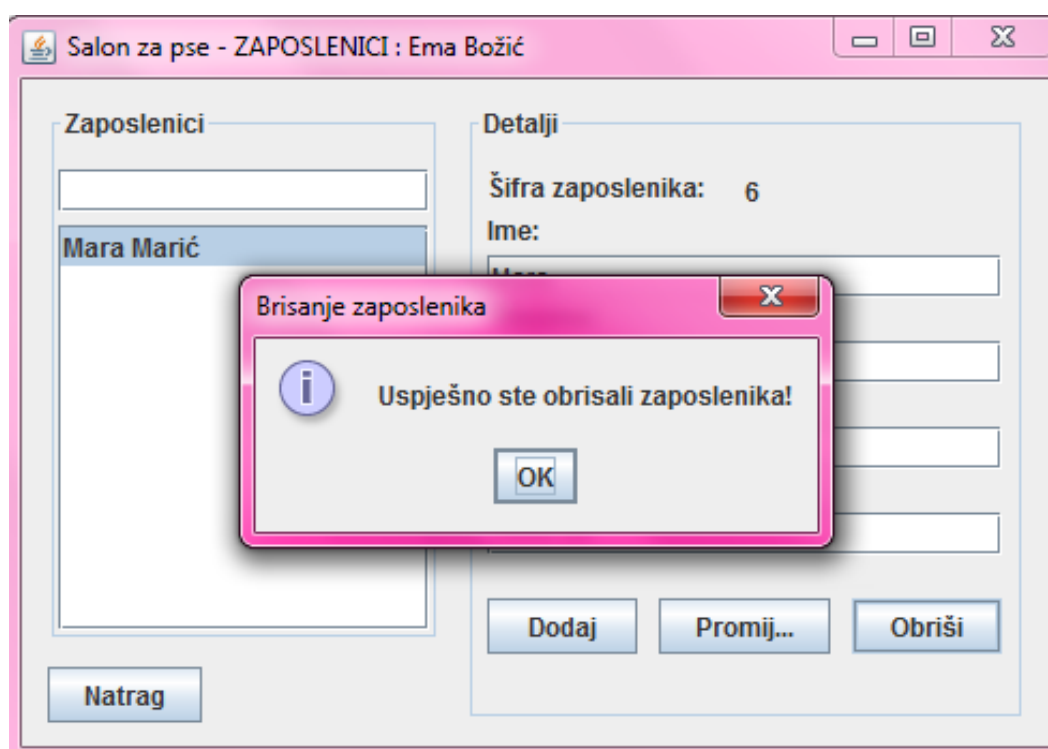 Salon za pse - ZAPOSLENICI : Ema Božić
Zaposlenici
Mara Marić
Natrag
Detalji
Šifra zaposlenika: 6
Ime:
Brisanje zaposlenika
Uspješno ste obrisali zaposlenika!
OK
Dodaj
Promij...
Obriši